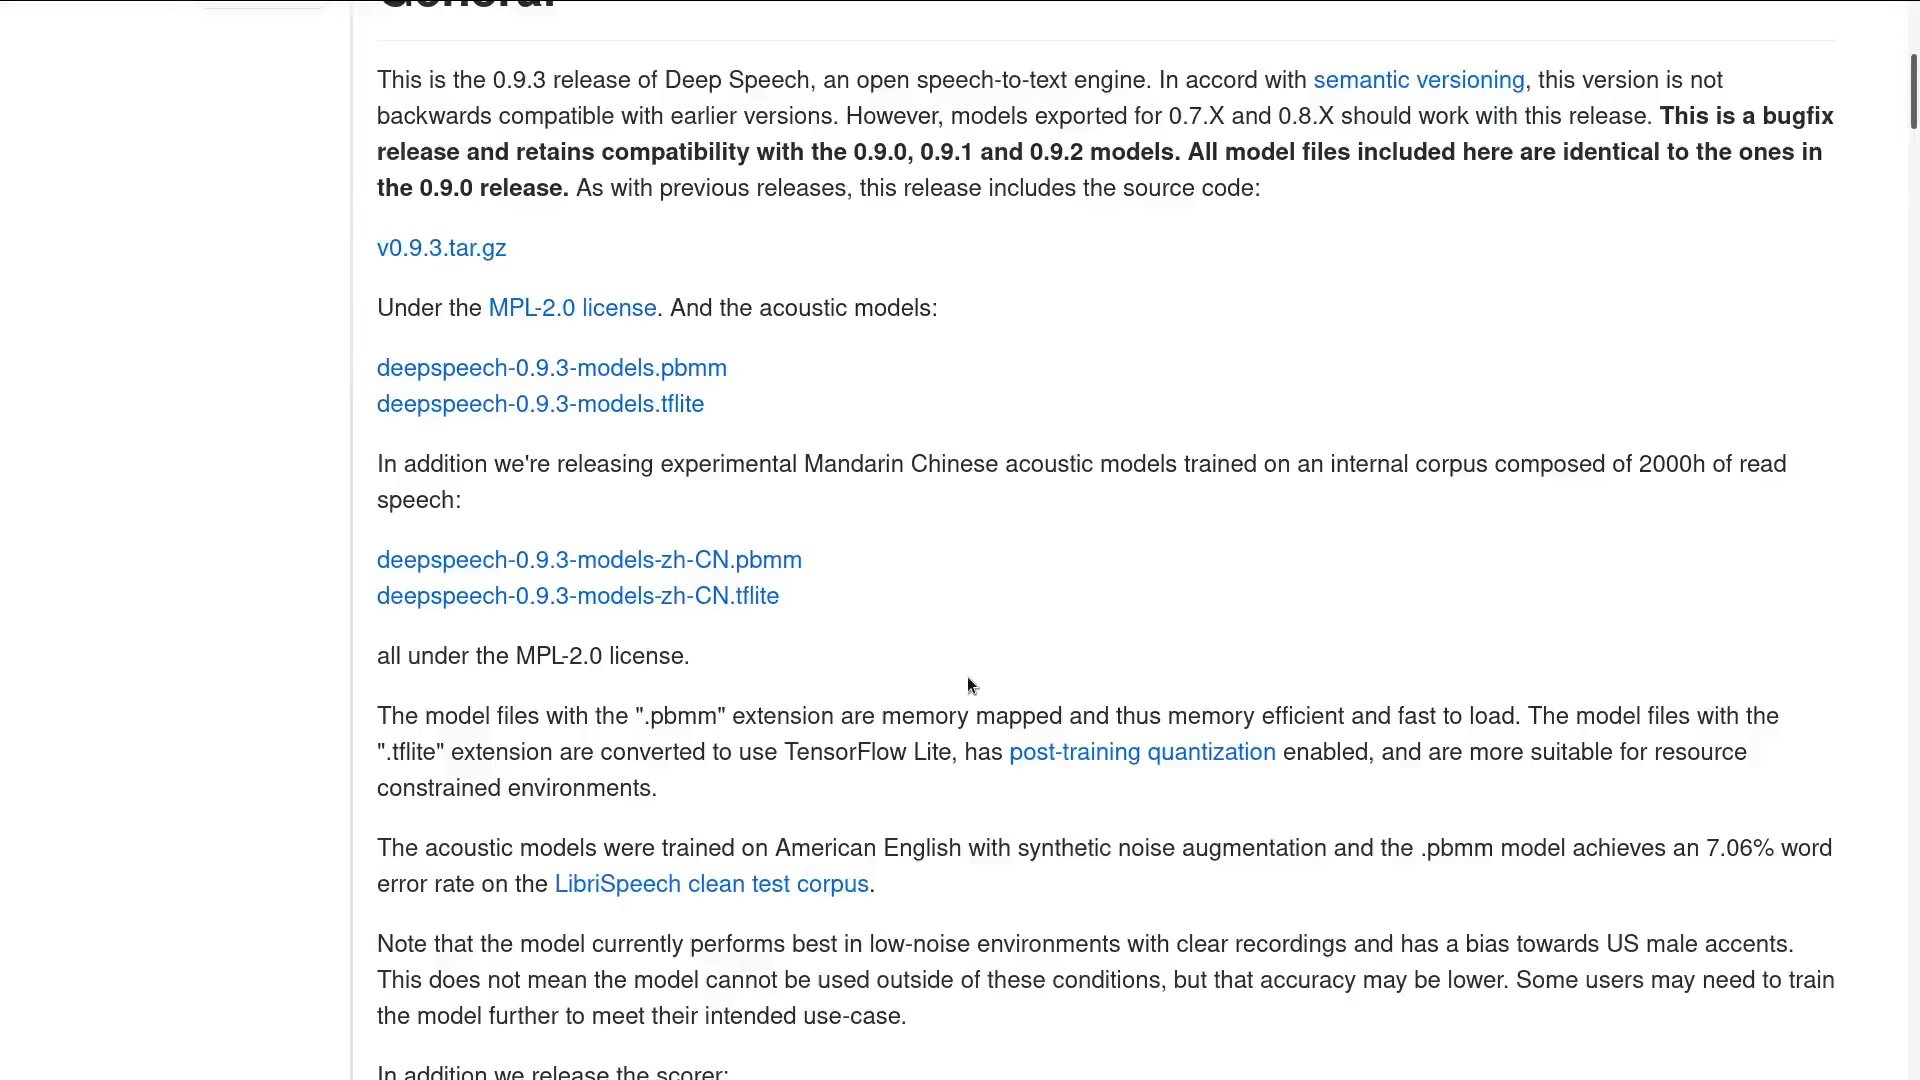 General
This is the 0.9.3 release of Deep Speech, an open speech-to-text engine. In accord with semantic versioning, this version is not
backwards compatible with earlier versions. However, models exported for 0.7.X and 0.8.X should work with this release. This is a bugfix
release and retains compatibility with the 0.9.0, 0.9.1 and 0.9.2 models. All model files included here are identical to the ones in
the 0.9.0 release. As with previous releases, this release includes the source code:
v0.9.3.tar.gz
Under the MPL-2.0 license. And the acoustic models:
deepspeech-0.9.3-models.pbmm
deepspeech-0.9.3-models.tflite
In addition we're releasing experimental Mandarin Chinese acoustic models trained on an internal corpus composed of 2000h of read
speech:
deepspeech-0.9.3-models-zh-CN.pbmm
deepspeech-0.9.3-models-zh-CN.tflite
all under the MPL-2.0 license.
The model files with the ".pbmm" extension are memory mapped and thus memory efficient and fast to load. The model files with the
".tflite" extension are converted to use TensorFlow Lite, has post-training quantization enabled, and are more suitable for resource
constrained environments.
The acoustic models were trained on American English with synthetic noise augmentation and the .pbmm model achieves an 7.06% word
error rate on the LibriSpeech clean test corpus.
Note that the model currently performs best in low-noise environments with clear recordings and has a bias towards US male accents.
This does not mean the model cannot be used outside of these conditions, but that accuracy may be lower. Some users may need to train
the model further to meet their intended use-case.
In addition we release the scorer: